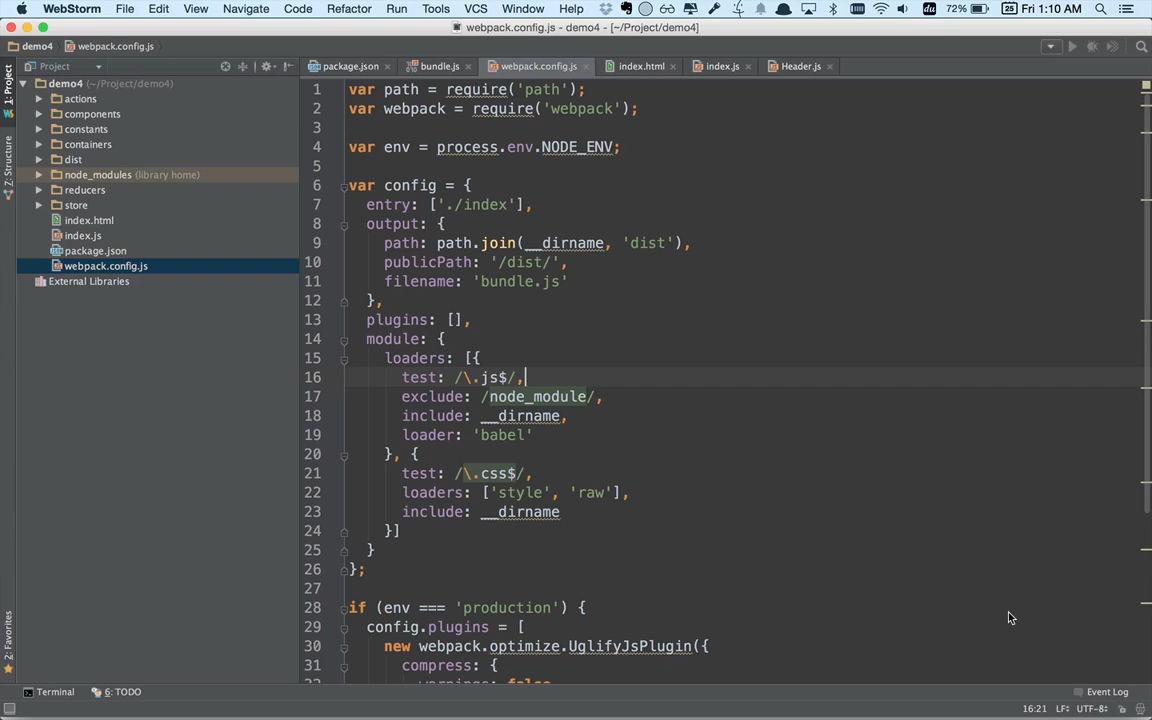 WebStorm File Edit View Navigate Code Refactor Run Tools VCS Window Help 72% 25 Fri 1:10 AM
webpack.config.js - demo4 - [~/Project/demo4]
demo4 webpack.config.js
Project
package.json × bundle.js × webpack.config.js × index.html × index.js × Header.js ×
1: Project
Z: Structure
2: Favorites
demo4 (~/Project/demo4)
actions
components
constants
containers
dist
node_modules (library home)
reducers
store
index.html
index.js
package.json
webpack.config.js
External Libraries
1 var path = require('path');
2 var webpack = require('webpack');
3
4 var env = process.env.NODE_ENV;
5
6 var config = {
7 entry: ['./index'],
8 output: {
9 path: path.join(__dirname, 'dist'),
10 publicPath: '/dist/',
11 filename: 'bundle.js'
12 },
13 plugins: [],
14 module: {
15 loaders: [{
16 test: /\.js$/,
17 exclude: /node_module/,
18 include: __dirname,
19 loader: 'babel'
20 }, {
21 test: /\.css$/,
22 loaders: ['style', 'raw'],
23 include: __dirname
24 }]
25 }
26 };
27
28 if (env === 'production') {
29 config.plugins = [
30 new webpack.optimize.UglifyJsPlugin({
31 compress: {
Terminal 6: TODO Event Log
16:21 LF÷ UTF-8÷